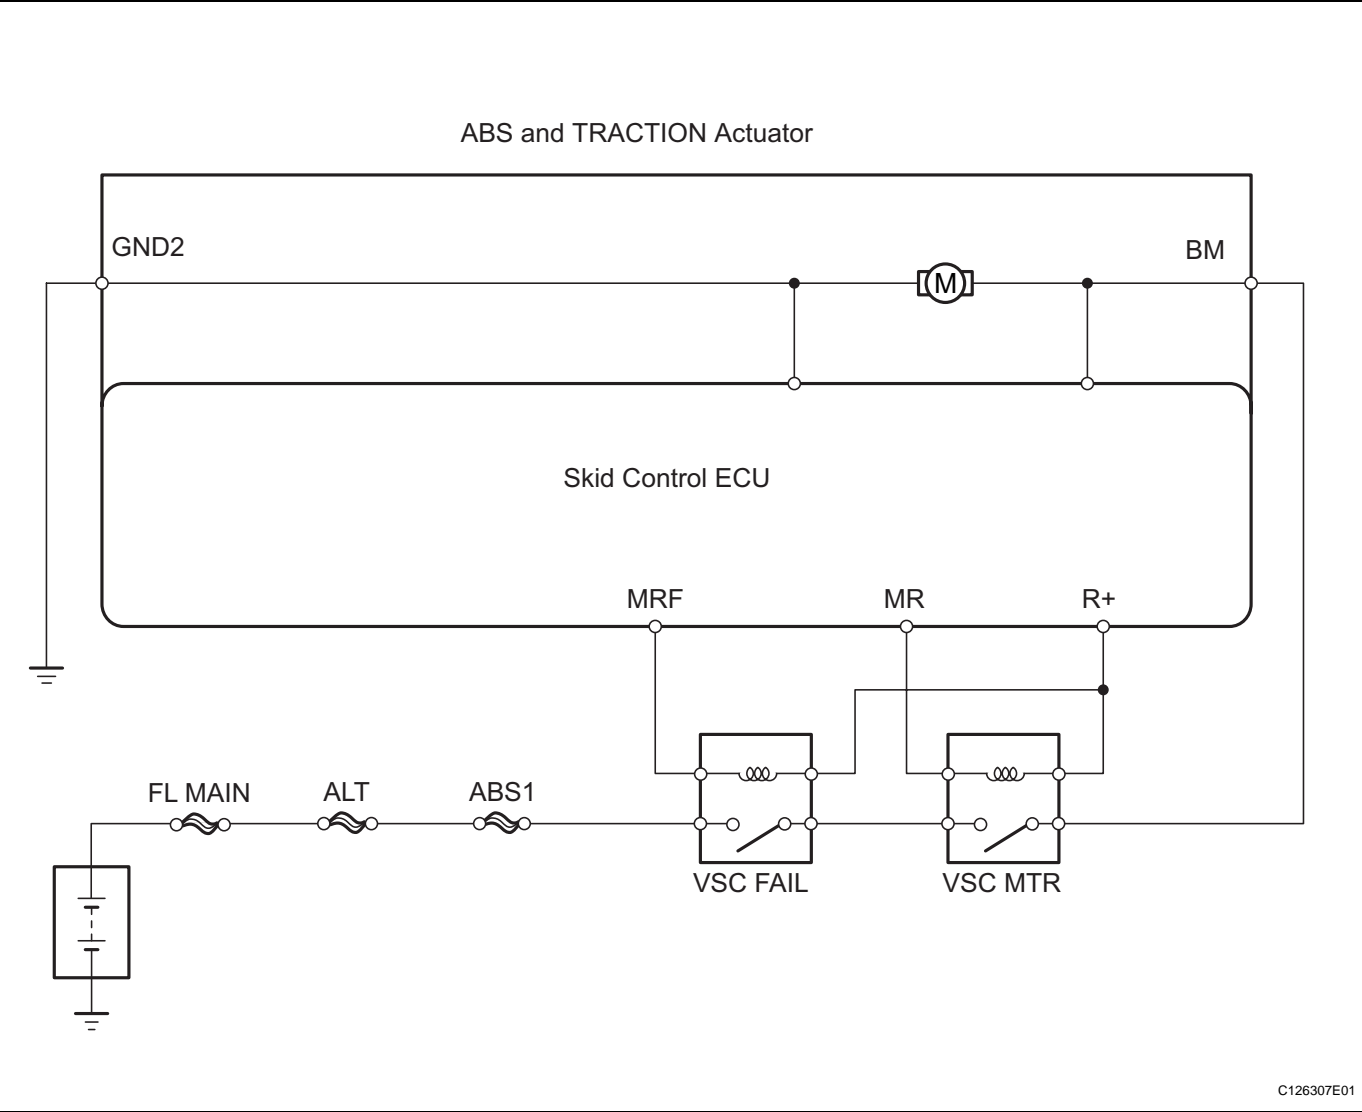 ABS and TRACTION Actuator
GND2
BM
M
Skid Control ECU
MRF
MR
R+
FL MAIN
ALT
ABS1
VSC FAIL
VSC MTR
C126307E01